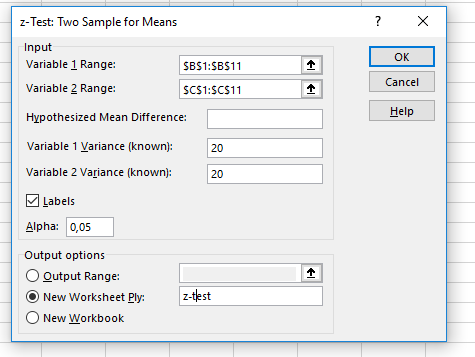 z-Test: Two Sample for Means ? ×
Input
Variable 1 Range: $B$1:$B$11
Variable 2 Range: $C$1:$C$11
Hypothesized Mean Difference:
Variable 1 Variance (known): 20
Variable 2 Variance (known): 20
Labels
Alpha: 0,05
Output options
Output Range:
New Worksheet Ply: z-test
New Workbook
OK
Cancel
Help